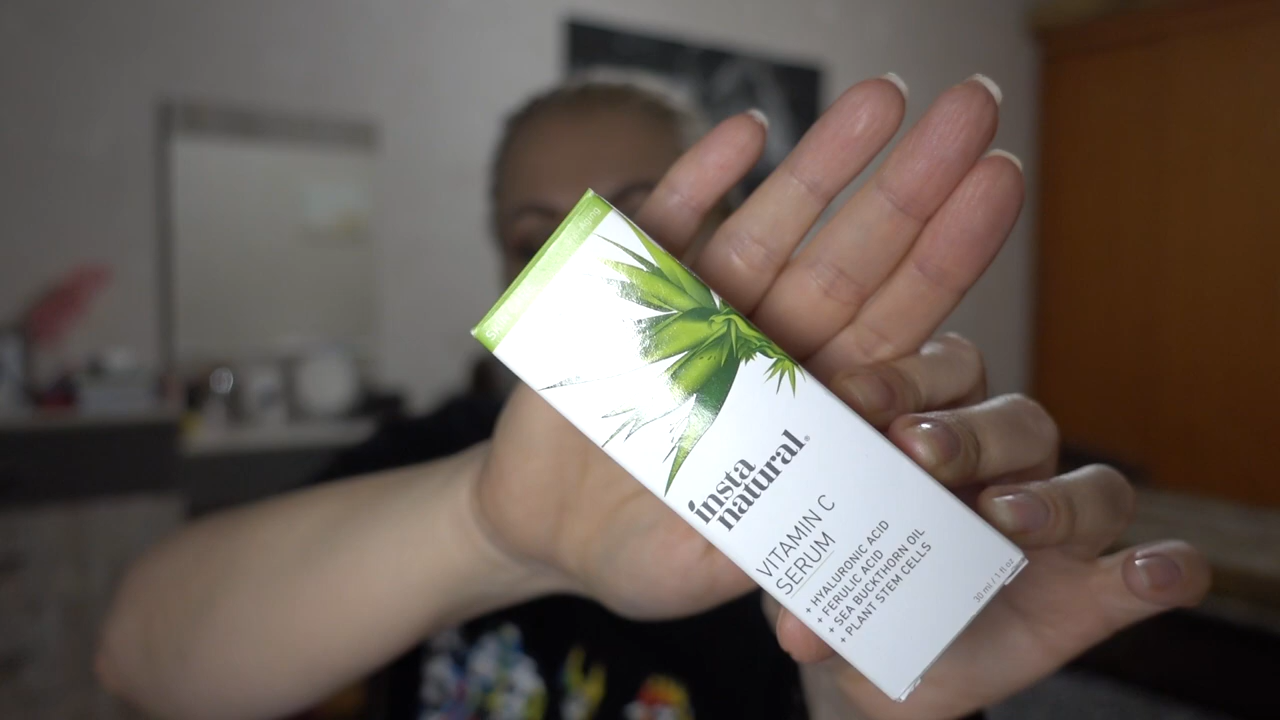 insta
natural®
VITAMIN C
SERUM
+ HYALURONIC ACID
+ FERULIC ACID
+ SEA BUCKTHORN OIL
+ PLANT STEM CELLS
30 ml / 1 fl oz